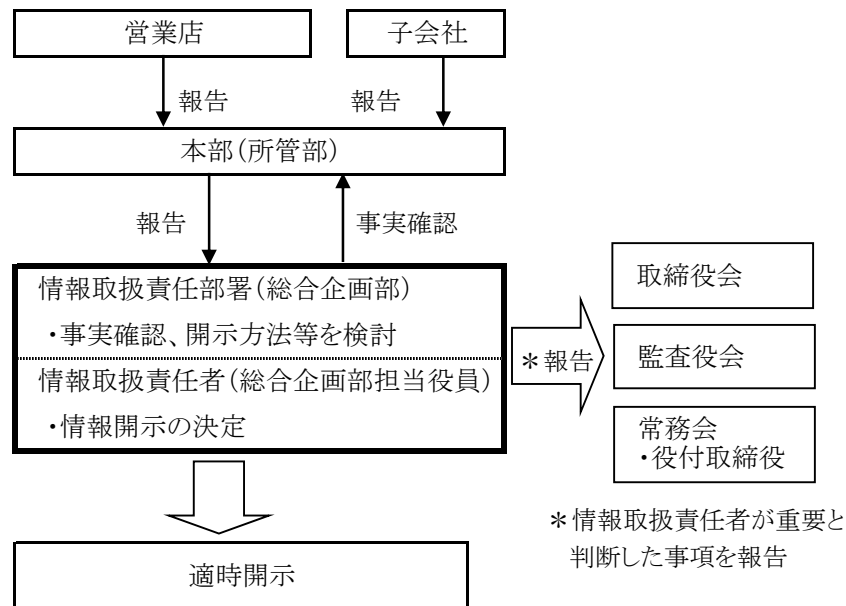 営業店
子会社
報告
報告
本部（所管部）
報告
事実確認
情報取扱責任部署（総合企画部）
・事実確認、開示方法等を検討
情報取扱責任者（総合企画部担当役員）
・情報開示の決定
＊報告
取締役会
監査役会
常務会
・役付取締役
＊情報取扱責任者が重要と
判断した事項を報告
適時開示